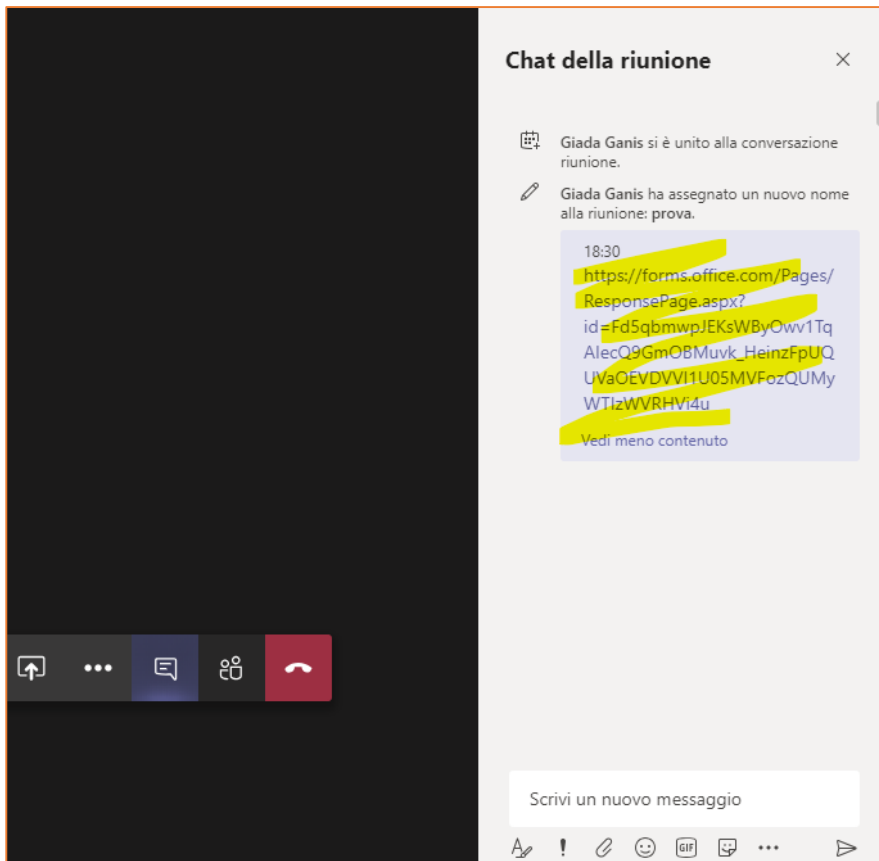 Chat della riunione
Giada Ganis si è unito alla conversazione
riunione.
Giada Ganis ha assegnato un nuovo nome
alla riunione: prova.
18:30
https://forms.office.com/Pages/
ResponsePage.aspx?
id=Fd5qbmwpJEKsWByOwv1Tq
AlecQ9GmOBMuvk_HeinzFpUQ
UVaOEVDVVI1U05MVFozQUMy
WTIzWVRHVi4u
Vedi meno contenuto
Scrivi un nuovo messaggio
GIF